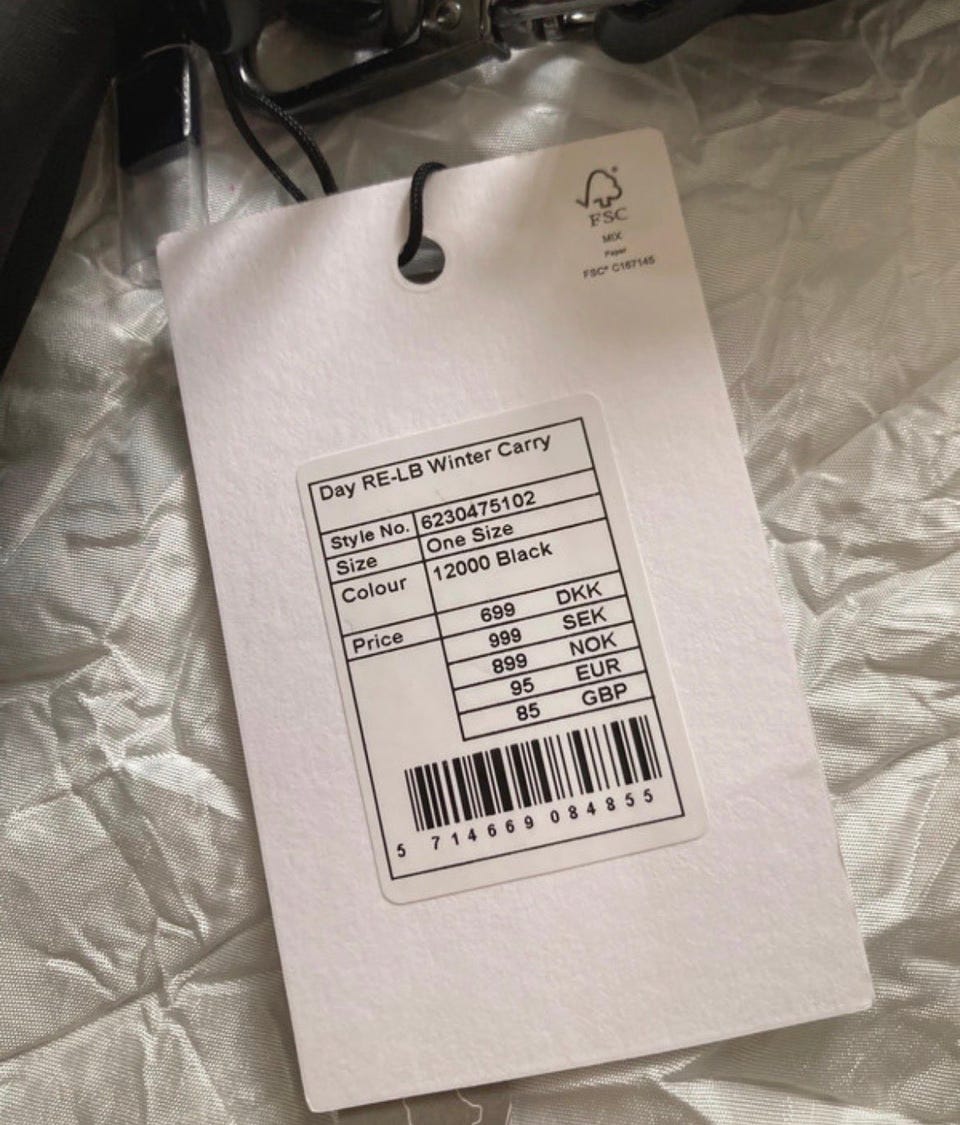 FSC
MIX
Paper
FSC® C167145
Day RE-LB Winter Carry
Style No. 6230475102
Size One Size
Colour 12000 Black
Price 699 DKK
999 SEK
899 NOK
95 EUR
85 GBP
5 714669 084855